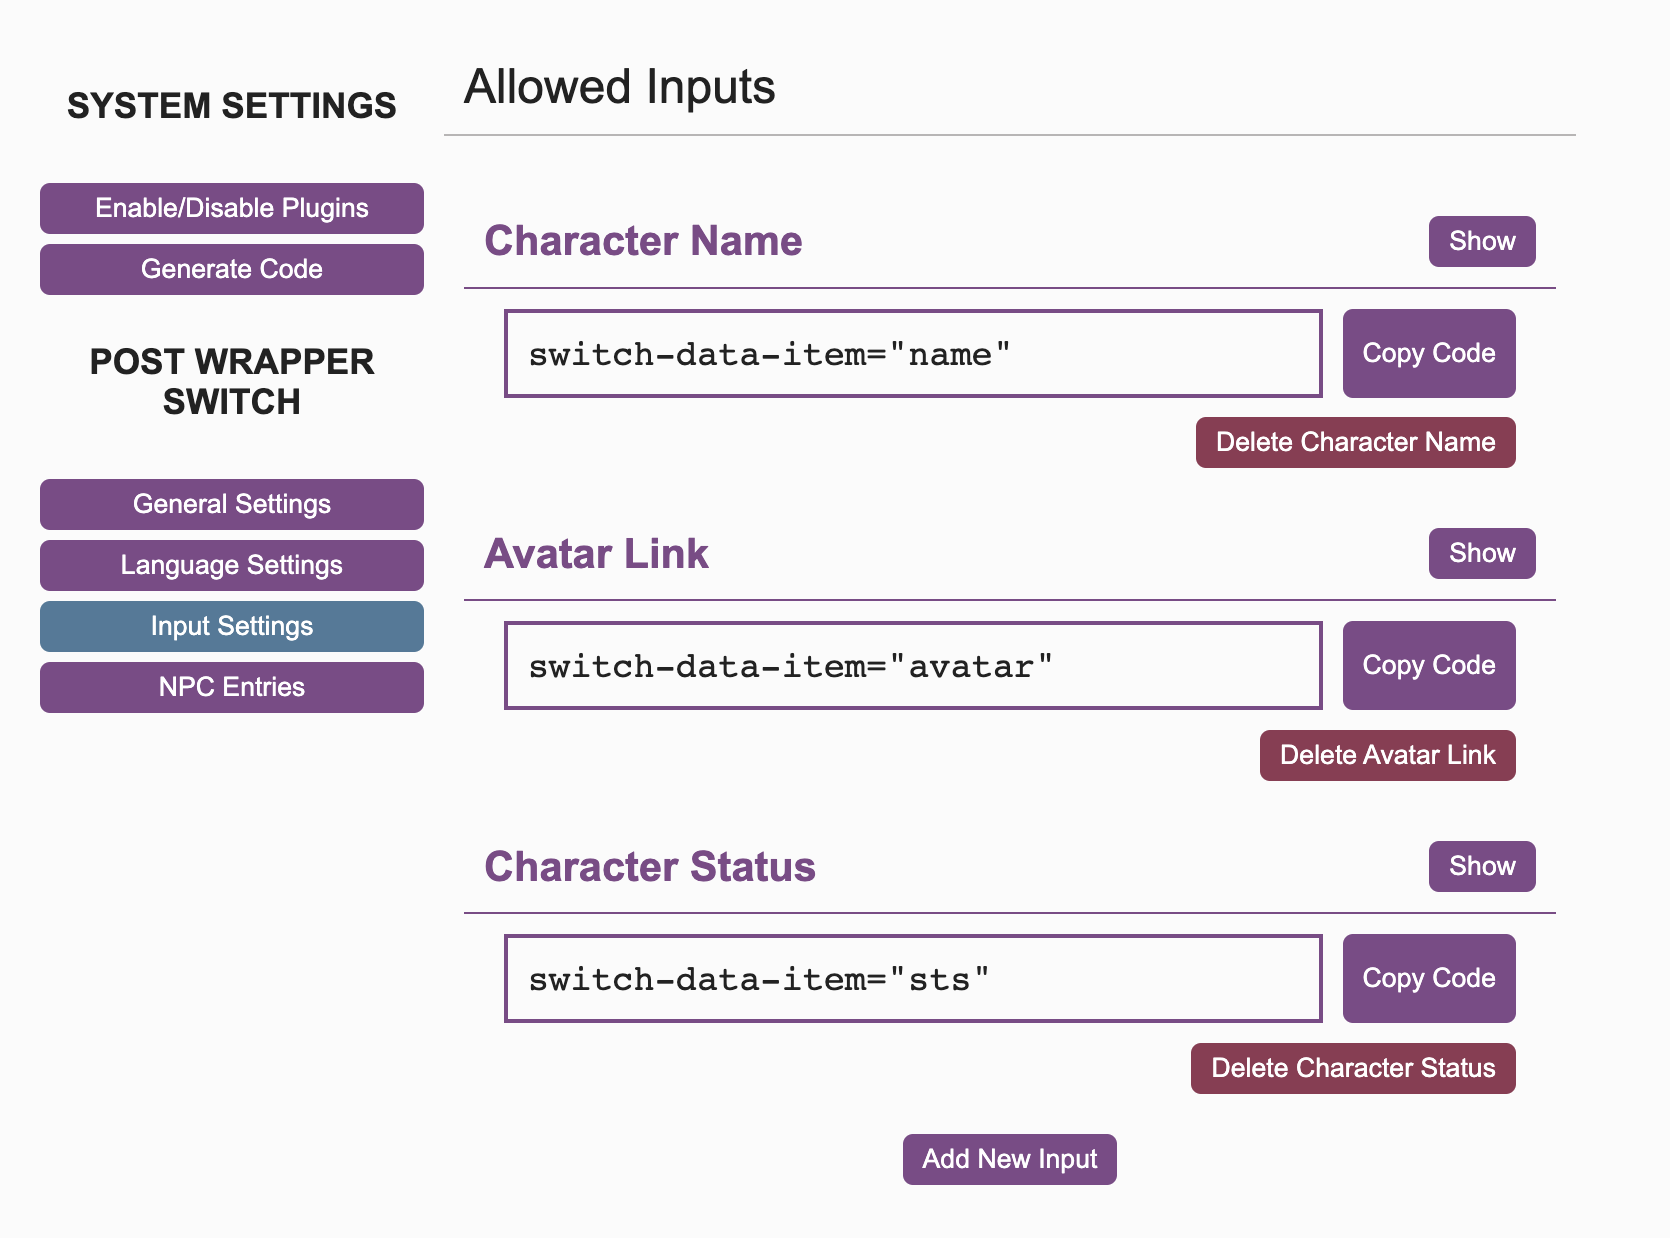 SYSTEM SETTINGS
Enable/Disable Plugins
Generate Code
POST WRAPPER
SWITCH
General Settings
Language Settings
Input Settings
NPC Entries
Allowed Inputs
Character Name
Show
switch-data-item="name"
Copy Code
Delete Character Name
Avatar Link
Show
switch-data-item="avatar"
Copy Code
Delete Avatar Link
Character Status
Show
switch-data-item="sts"
Copy Code
Delete Character Status
Add New Input